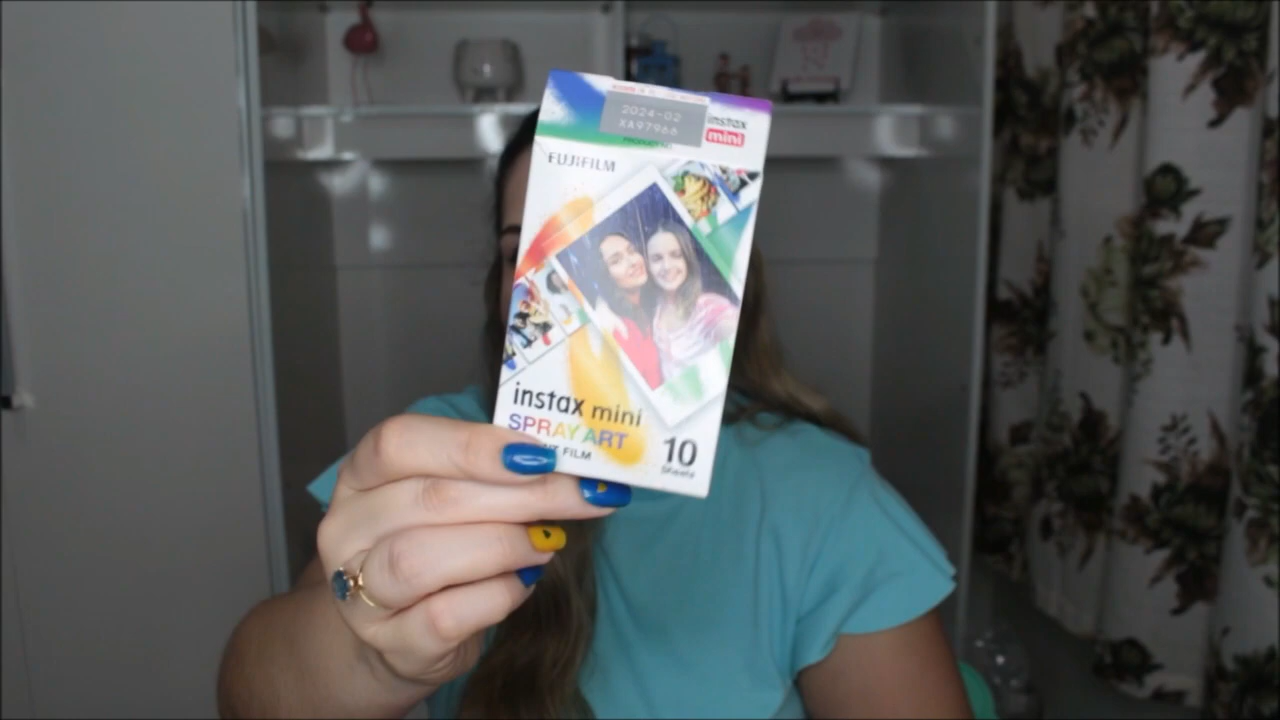 2024-02
XA97966
instax
mini
FUJIFILM
instax mini
SPRAY ART
FILM
10
Sheets